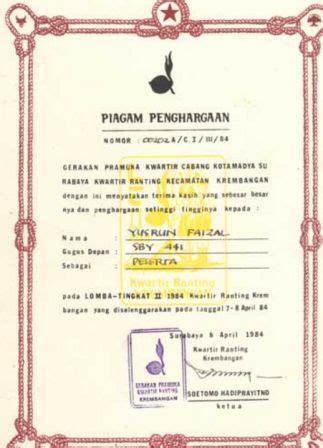 PIAGAM PENGHARGAAN
NOMOR : 00202 A/C.I/III/84
GERAKAN PRAMUKA KWARTIR CABANG KOTAMADYA SU
RABAYA KWARTIR RANTING KECAMATAN KREMBANGAN
dengan ini menyatakan terima kasih yang sebesar besar
nya dan penghargaan setinggi tingginya kepada :
Nama : YUSRUN FAIZAL
Gugus Depan : SBY 441
Sebagai : PESERTA
pada LOMBA-TINGKAT II 1984 Kwartir Ranting Krem
bangan yang diselenggarakan pada tanggal 7-8 April 84
Surabaya 8 April 1984
Kwartir Ranting
Krembangan
GERAKAN PRAMUKA
KWARTIR RANTING
KREMBANGAN
SOETOMO HADIPRAYITNO
ketua
Kwartir Ranting